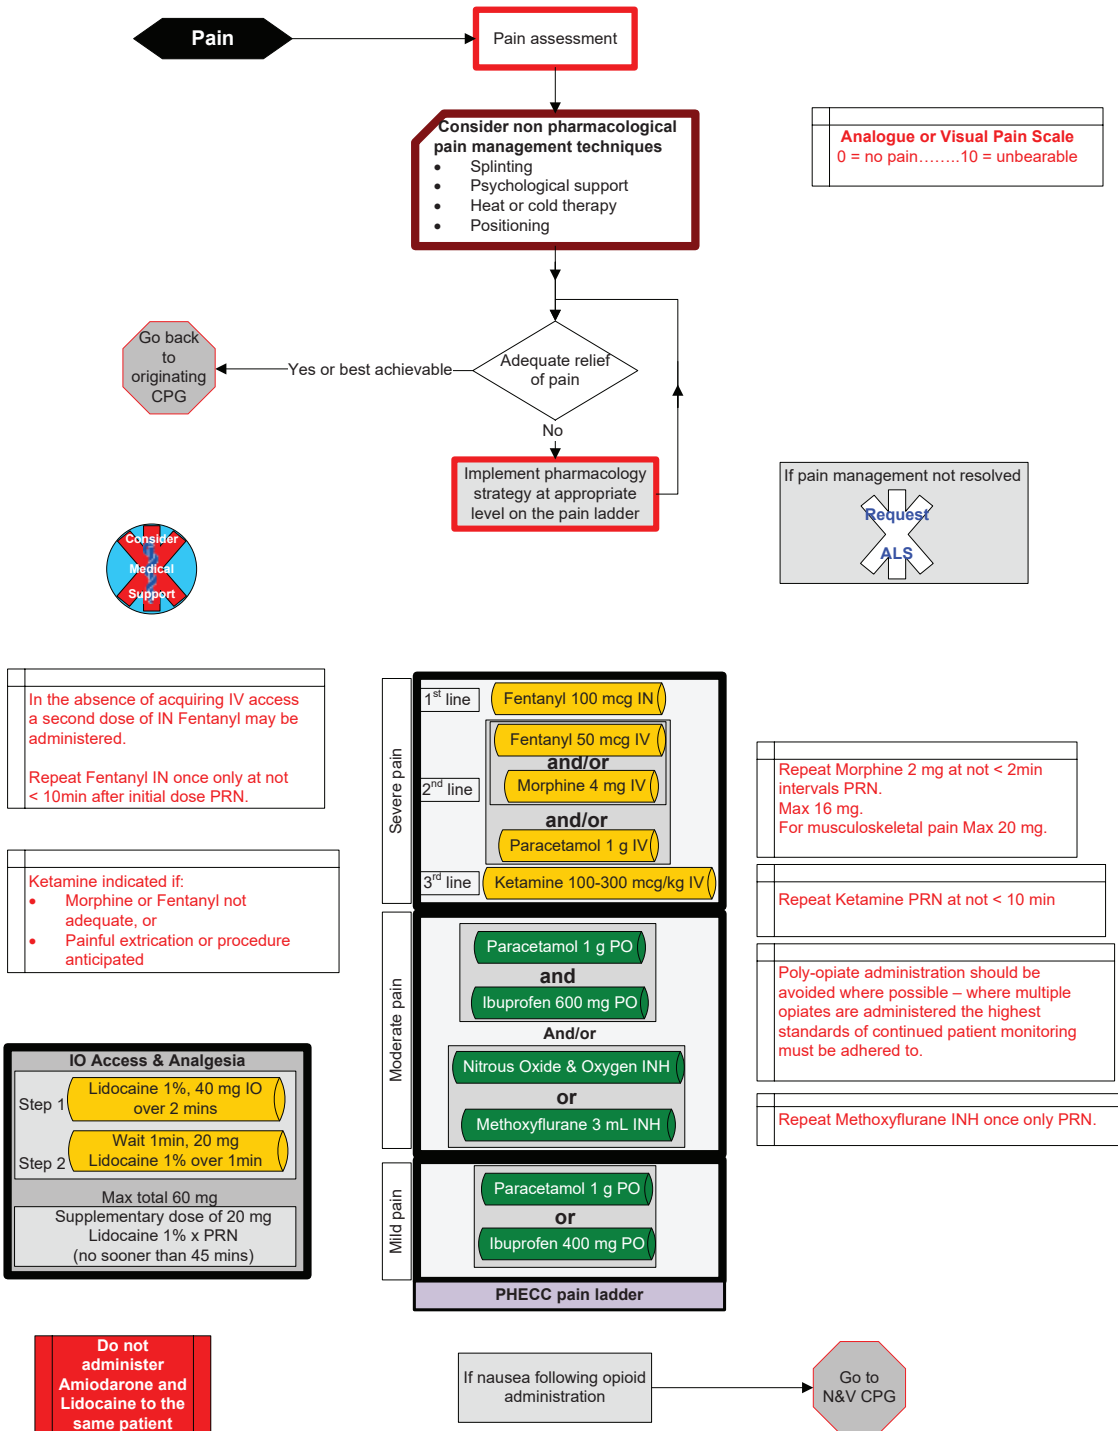 Pain
Pain assessment
Consider non pharmacological
pain management techniques
• Splinting
• Psychological support
• Heat or cold therapy
• Positioning
Analogue or Visual Pain Scale
0 = no pain……..10 = unbearable
Go back
to
originating
CPG
Yes or best achievable
Adequate relief
of pain
No
Implement pharmacology
strategy at appropriate
level on the pain ladder
If pain management not resolved
Request
ALS
Consider
Medical
Support
In the absence of acquiring IV access
a second dose of IN Fentanyl may be
administered.
Repeat Fentanyl IN once only at not
< 10min after initial dose PRN.
Ketamine indicated if:
• Morphine or Fentanyl not
adequate, or
• Painful extrication or procedure
anticipated
IO Access & Analgesia
Step 1
Lidocaine 1%, 40 mg IO
over 2 mins
Step 2
Wait 1min, 20 mg
Lidocaine 1% over 1min
Max total 60 mg
Supplementary dose of 20 mg
Lidocaine 1% x PRN
(no sooner than 45 mins)
Severe pain
1st line
Fentanyl 100 mcg IN
Fentanyl 50 mcg IV
and/or
2nd line
Morphine 4 mg IV
and/or
Paracetamol 1 g IV
3rd line
Ketamine 100-300 mcg/kg IV
Moderate pain
Paracetamol 1 g PO
and
Ibuprofen 600 mg PO
And/or
Nitrous Oxide & Oxygen INH
or
Methoxyflurane 3 mL INH
Mild pain
Paracetamol 1 g PO
or
Ibuprofen 400 mg PO
PHECC pain ladder
Repeat Morphine 2 mg at not < 2min
intervals PRN.
Max 16 mg.
For musculoskeletal pain Max 20 mg.
Repeat Ketamine PRN at not < 10 min
Poly-opiate administration should be
avoided where possible – where multiple
opiates are administered the highest
standards of continued patient monitoring
must be adhered to.
Repeat Methoxyflurane INH once only PRN.
Do not
administer
Amiodarone and
Lidocaine to the
same patient
If nausea following opioid
administration
Go to
N&V CPG